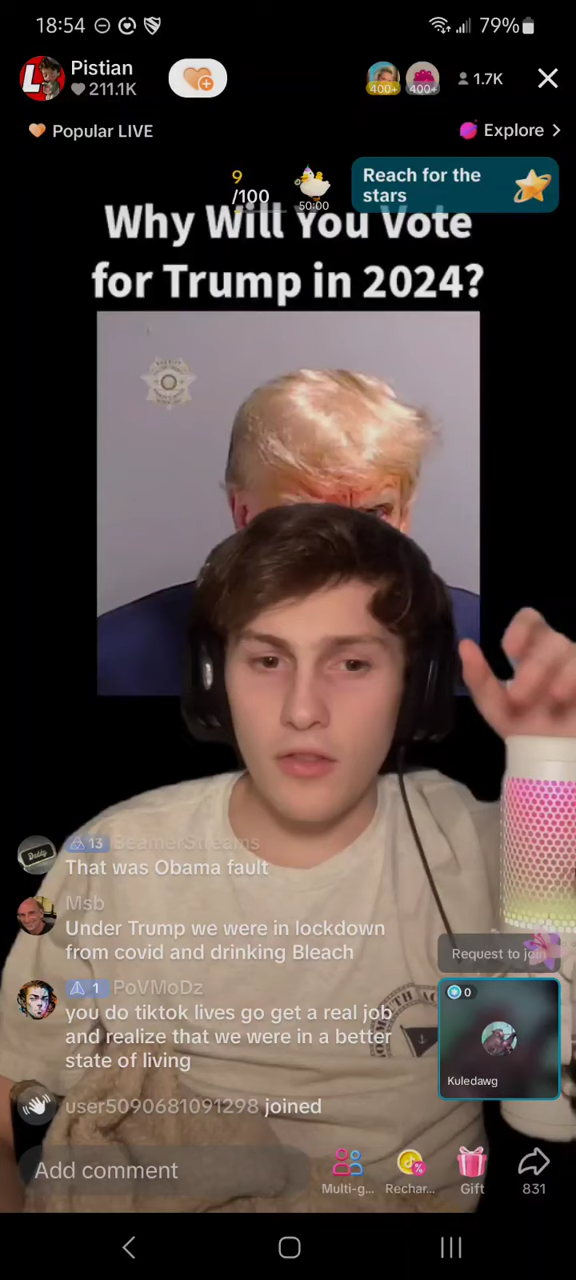 18:54
79%
Pistian
211.1K
400+
400+
1.7K
Popular LIVE
Explore >
9
/100
50:00
Reach for the
stars
Why Will You Vote
for Trump in 2024?
13 BeamerStreams
That was Obama fault
Msb
Under Trump we were in lockdown
from covid and drinking Bleach
1 PoVMoDz
you do tiktok lives go get a real job
and realize that we were in a better
state of living
user5090681091298 joined
Request to join
0
Kuledawg
Add comment
Multi-g...
Rechar...
Gift
831